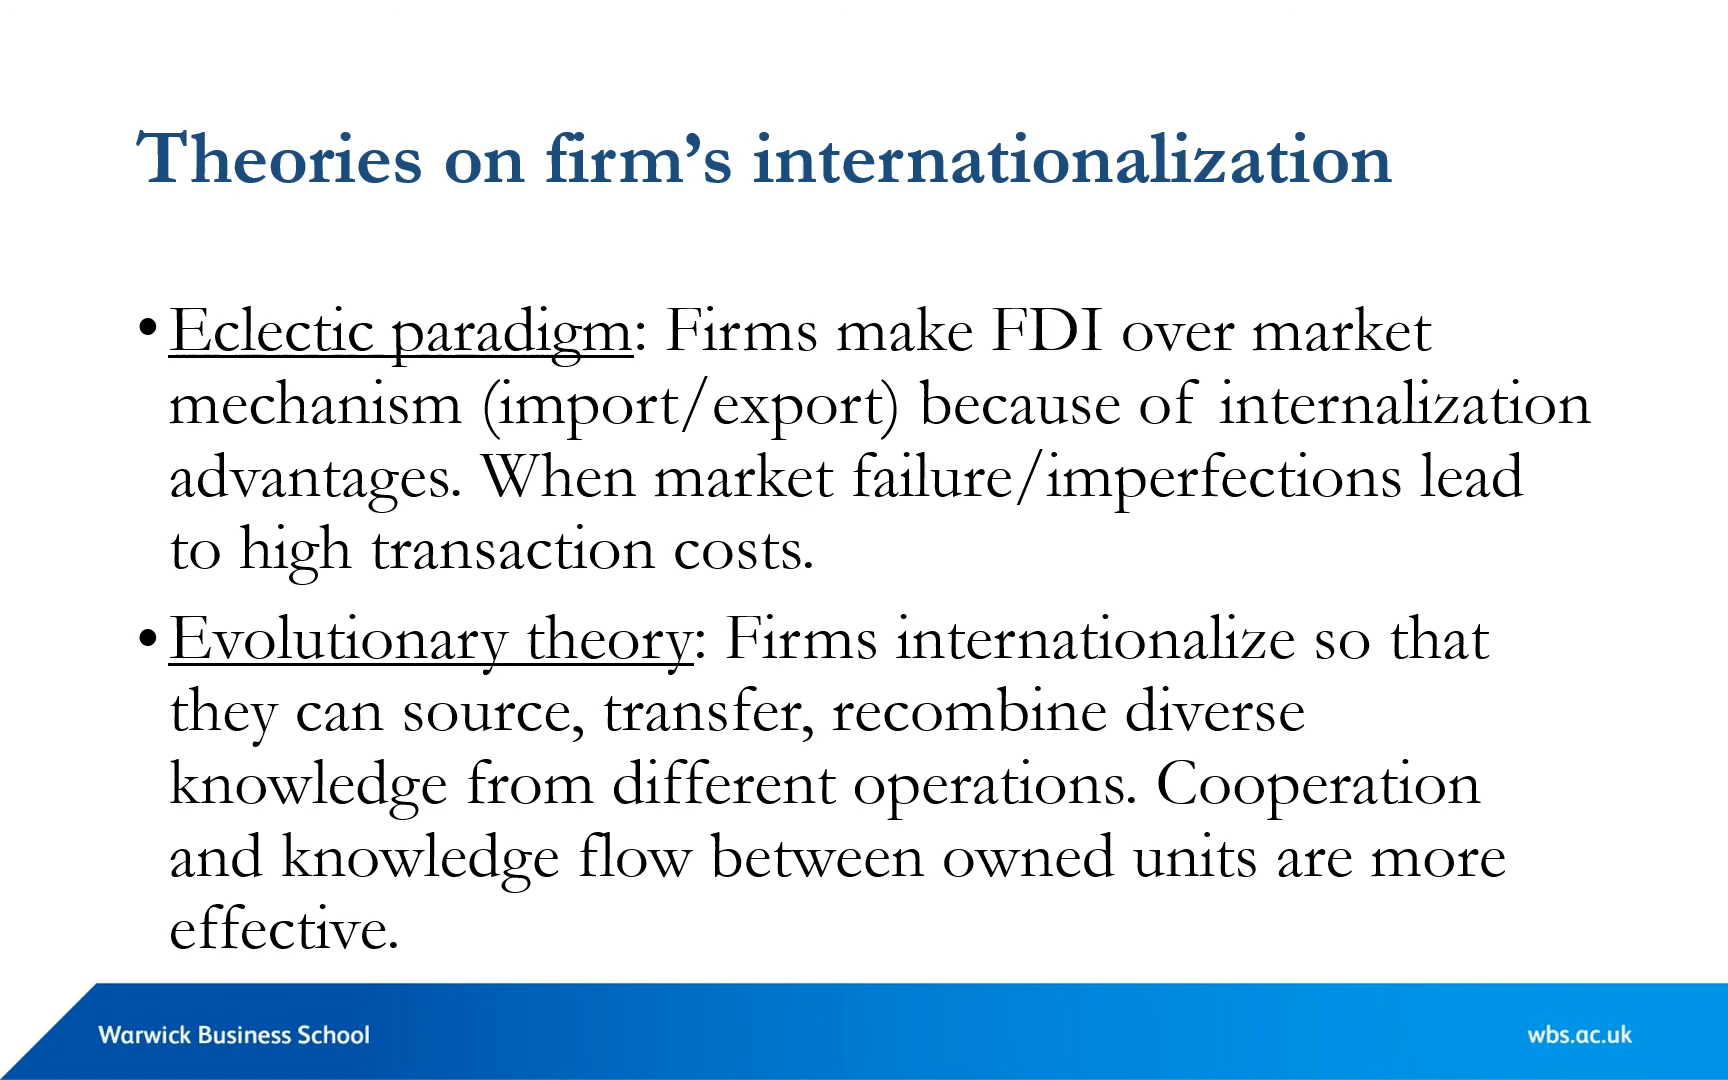 Theories on firm’s internationalization
• Eclectic paradigm: Firms make FDI over market
mechanism (import/export) because of internalization
advantages. When market failure/imperfections lead
to high transaction costs.
• Evolutionary theory: Firms internationalize so that
they can source, transfer, recombine diverse
knowledge from different operations. Cooperation
and knowledge flow between owned units are more
effective.
Warwick Business School
wbs.ac.uk